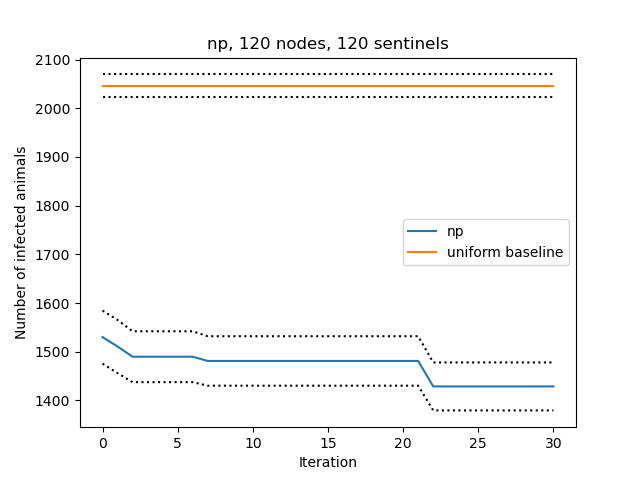 np, 120 nodes, 120 sentinels
Number of infected animals
2100
2000
1900
1800
1700
1600
1500
1400
np
uniform baseline
0 5 10 15 20 25 30
Iteration